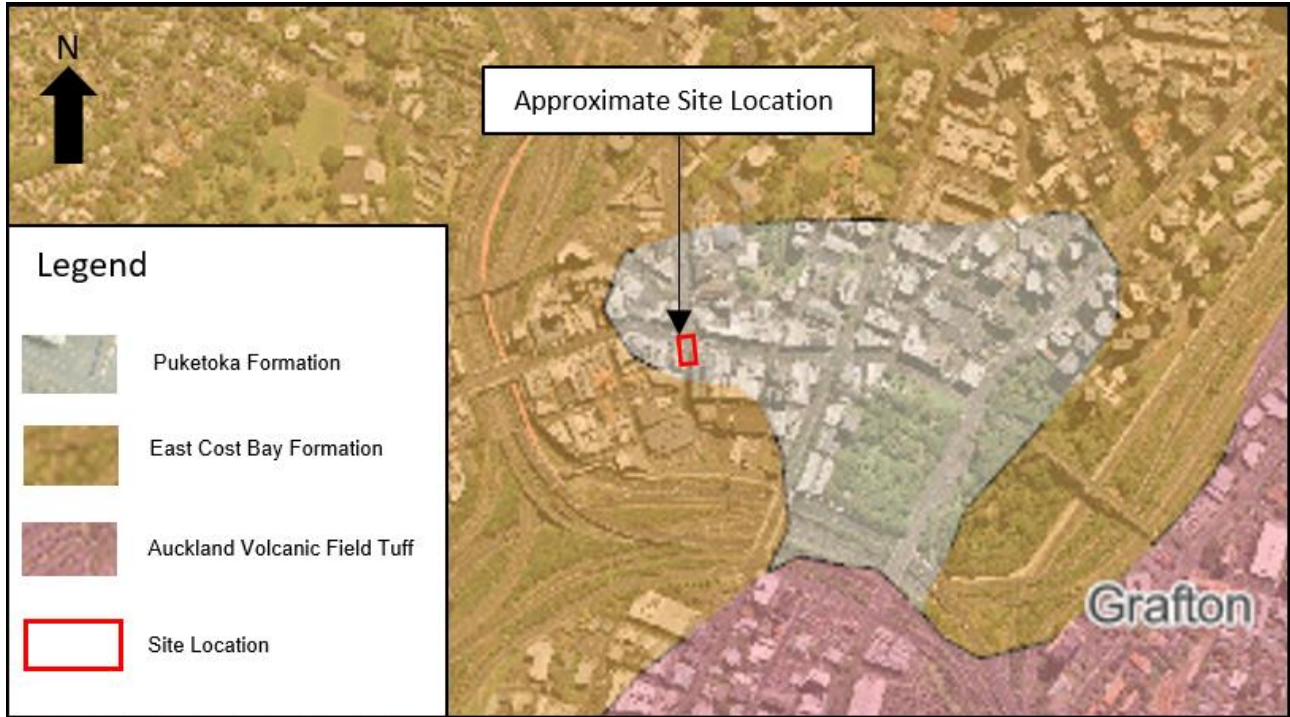 N
Approximate Site Location
Legend
Puketoka Formation
East Cost Bay Formation
Auckland Volcanic Field Tuff
Site Location
Grafton